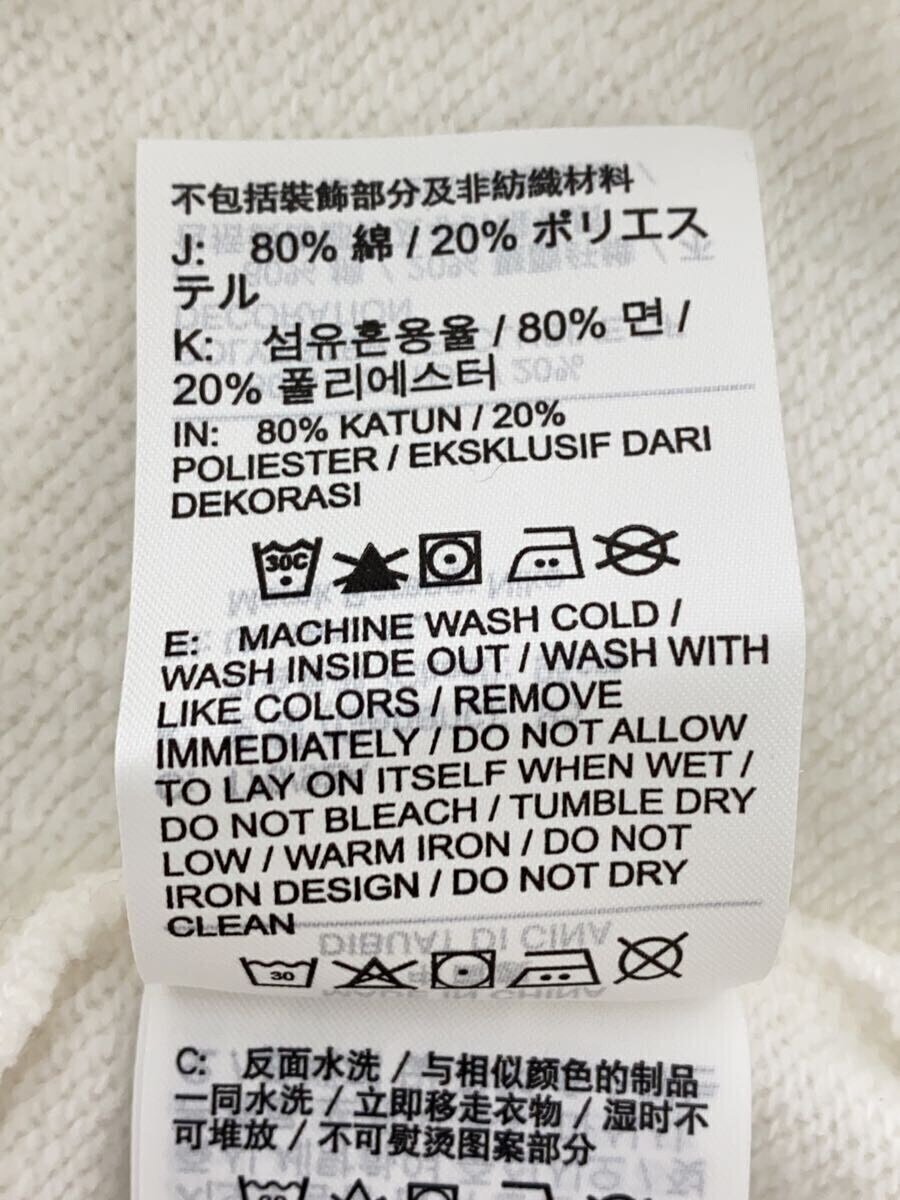 不包括裝飾部分及非紡織材料
J: 80% 綿 / 20% ポリエス
テル
K: 섬유혼용율 / 80% 면 /
20% 폴리에스터
IN: 80% KATUN / 20%
POLIESTER / EKSKLUSIF DARI
DEKORASI
30C
E: MACHINE WASH COLD /
WASH INSIDE OUT / WASH WITH
LIKE COLORS / REMOVE
IMMEDIATELY / DO NOT ALLOW
TO LAY ON ITSELF WHEN WET /
DO NOT BLEACH / TUMBLE DRY
LOW / WARM IRON / DO NOT
IRON DESIGN / DO NOT DRY
CLEAN
DIBUAT DI CINA
MADE IN CHINA
30
C: 反面水洗 / 与相似颜色的制品
一同水洗 / 立即移走衣物 / 湿时不
可堆放 / 不可熨烫图案部分